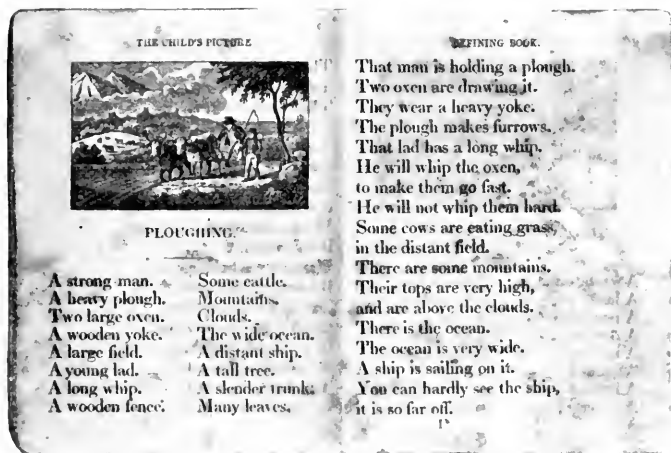 THE CHILD'S PICTURE
PLOUGHING.
A strong man.
A heavy plough.
Two large oxen.
A wooden yoke.
A large field.
A young lad.
A long whip.
A wooden fence.
Some cattle.
Mountains.
Clouds.
The wide ocean.
A distant ship.
A tall tree.
A slender trunk.
Many leaves.
DEFINING BOOK.
That man is holding a plough.
Two oxen are drawing it.
They wear a heavy yoke.
The plough makes furrows.
That lad has a long whip.
He will whip the oxen,
to make them go fast.
He will not whip them hard.
Some cows are eating grass,
in the distant field.
There are some mountains.
Their tops are very high,
and are above the clouds.
There is the ocean.
The ocean is very wide.
A ship is sailing on it.
You can hardly see the ship,
it is so far off.